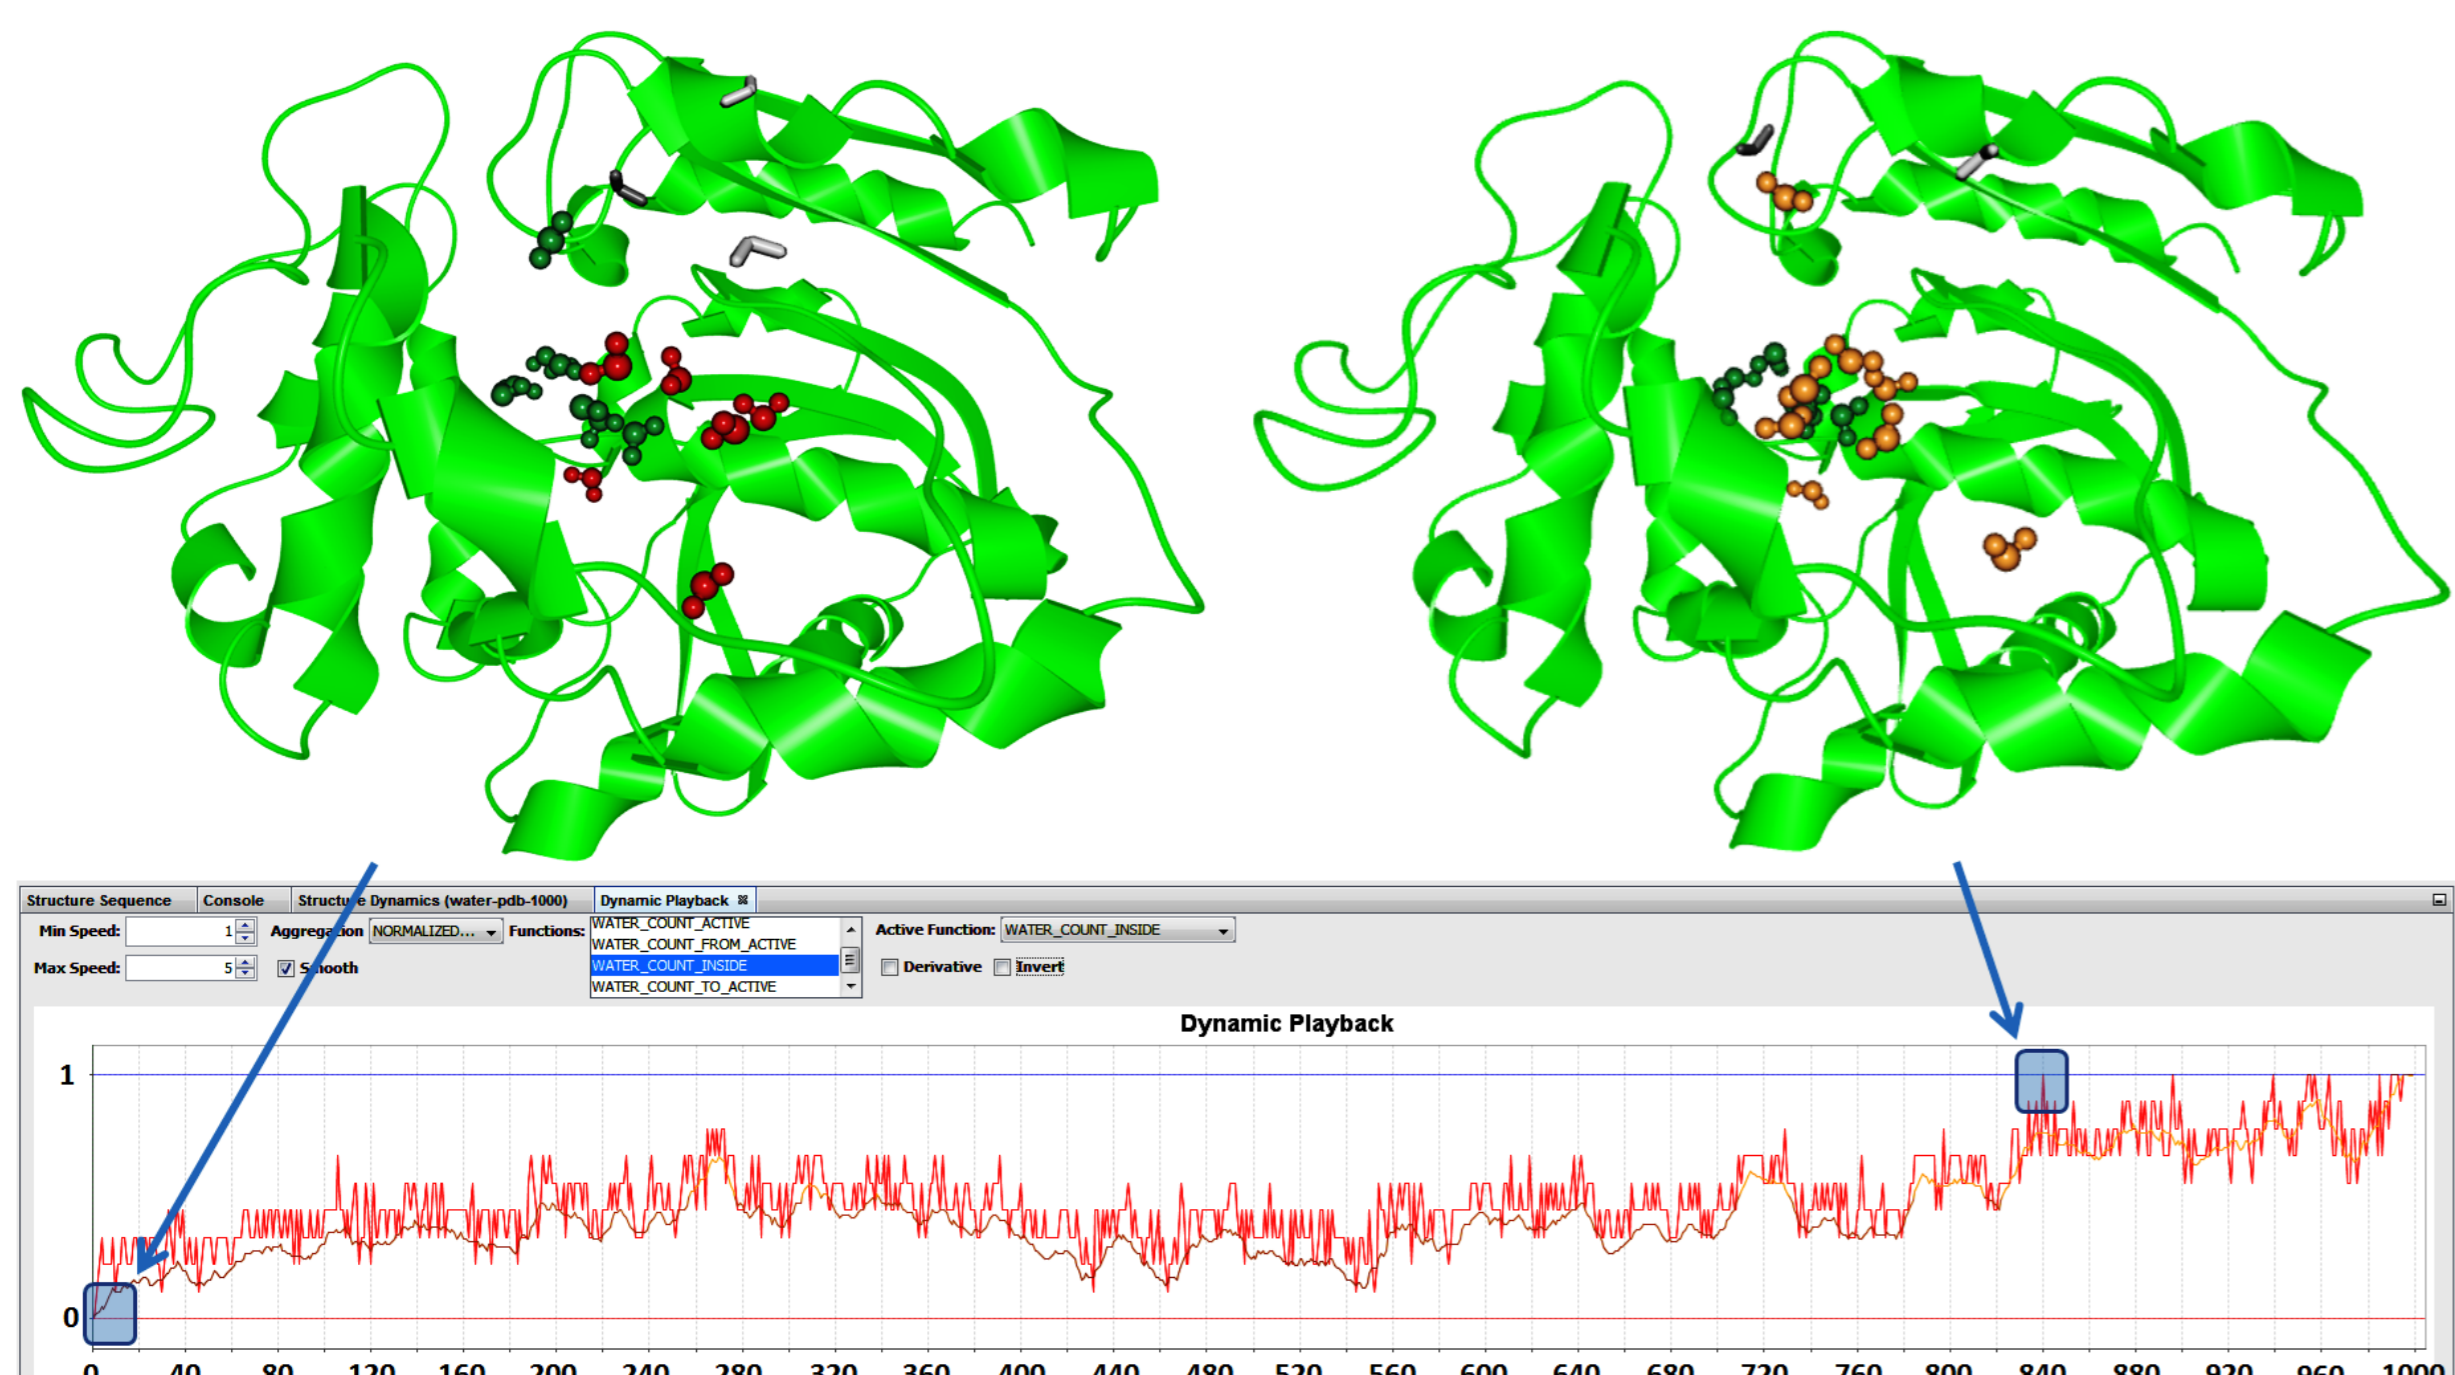 Structure Sequence Console Structure Dynamics (water-pdb-1000) Dynamic Playback
Min Speed: 1 Aggregation NORMALIZED... Functions: WATER_COUNT_ACTIVE Active Function: WATER_COUNT_INSIDE
WATER_COUNT_FROM_ACTIVE
Max Speed: 5 Smooth WATER_COUNT_INSIDE Derivative Invert
WATER_COUNT_TO_ACTIVE
Dynamic Playback
1
0
0 40 80 120 160 200 240 280 320 360 400 440 480 520 560 600 640 680 720 760 800 840 880 920 960 1000